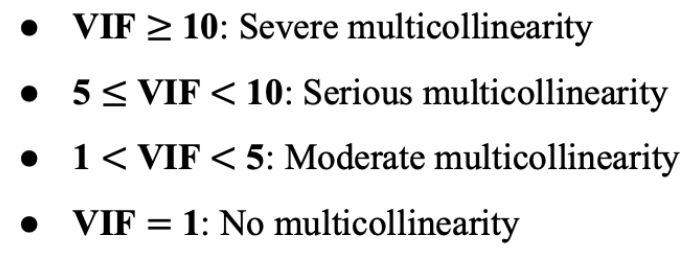 ● VIF ≥ 10: Severe multicollinearity
● 5 ≤ VIF < 10: Serious multicollinearity
● 1 < VIF < 5: Moderate multicollinearity
● VIF = 1: No multicollinearity